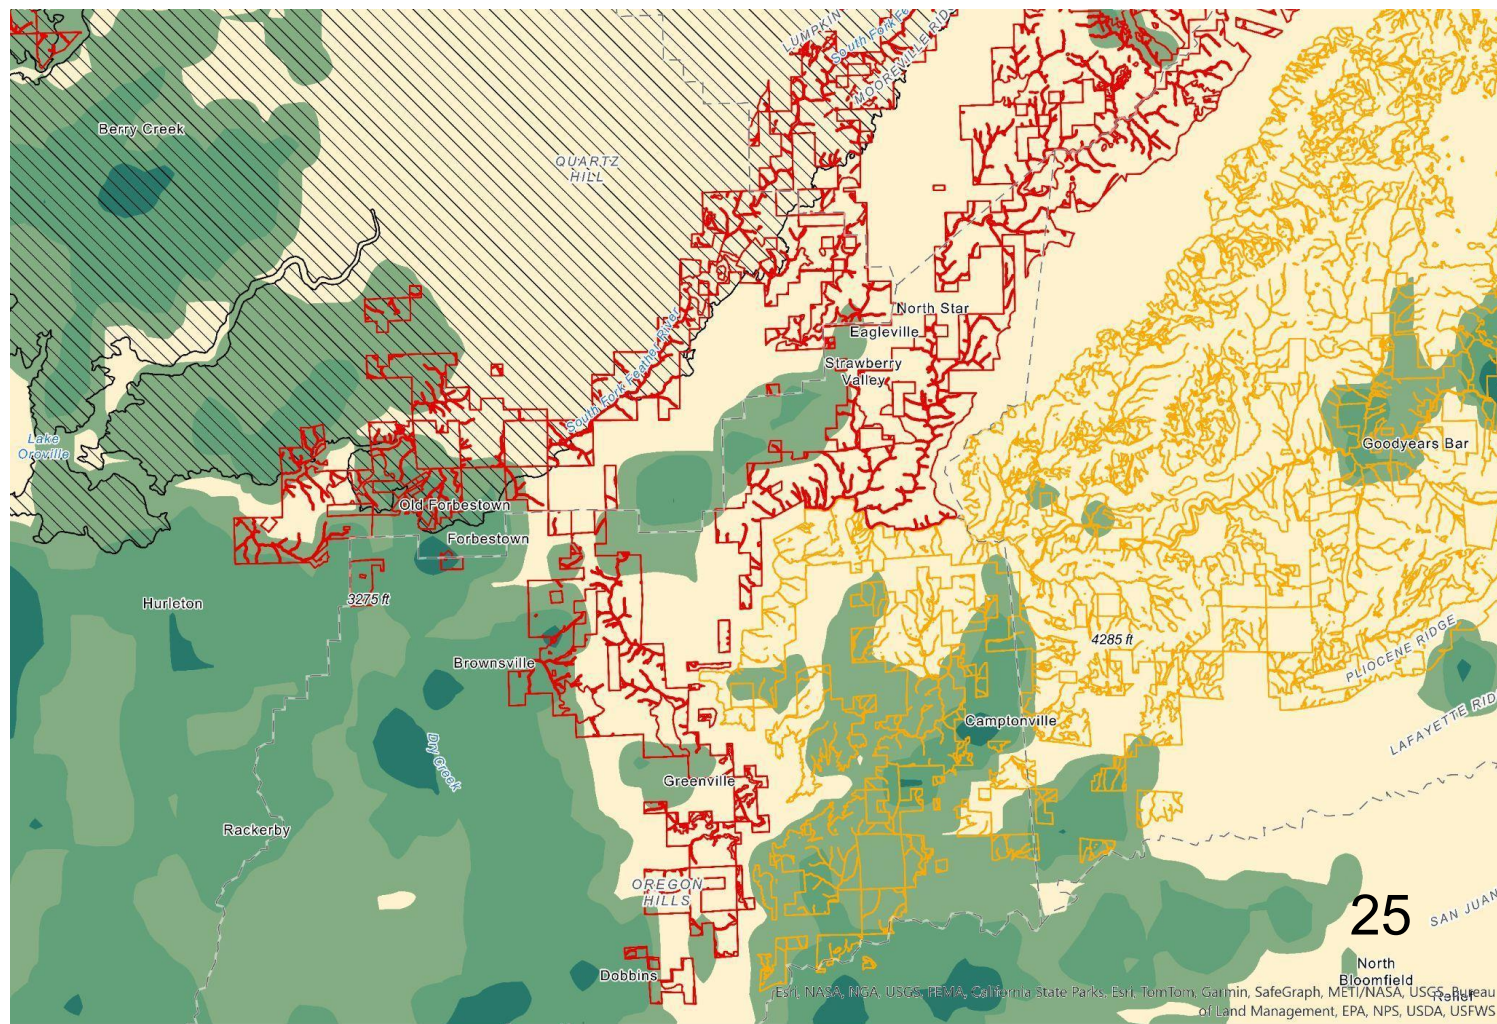 LUMPKIN
South Fork Fe
MOOREVILLE RID
Berry Creek
QUARTZ
HILL
North Star
Eagleville
Strawberry
Valley
South Fork Feather River
Lake
Oroville
Goodyears Bar
Old Forbestown
Forbestown
Hurleton
3275 ft
4285 ft
PLIOCENE RIDGE
Brownsville
Camptonville
LAFAYETTE RID
Dry Creek
Greenville
Rackerby
OREGON
HILLS
25
SAN JUAN
North
Bloomfield
Relief
Dobbins
Esri, NASA, NGA, USGS, FEMA, California State Parks, Esri, TomTom, Garmin, SafeGraph, METI/NASA, USGS, Bureau
of Land Management, EPA, NPS, USDA, USFWS